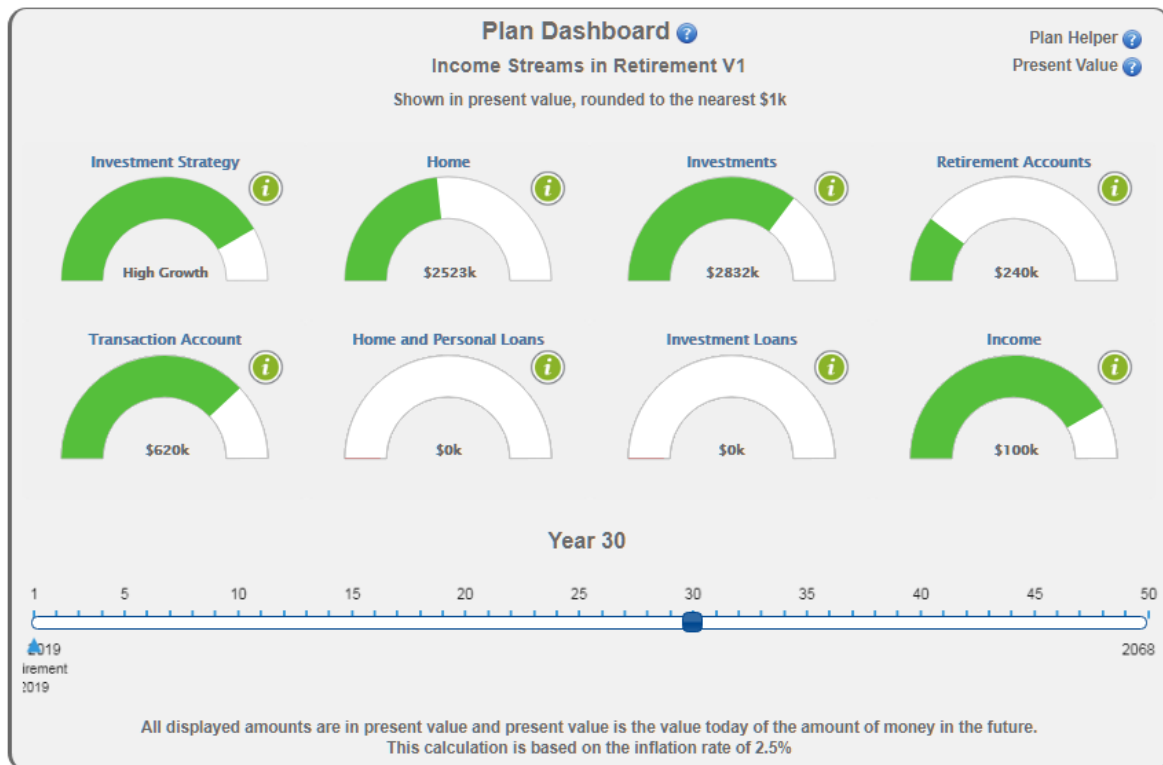 Plan Dashboard ?
Plan Helper ?
Income Streams in Retirement V1
Present Value ?
Shown in present value, rounded to the nearest $1k
Investment Strategy
Home
Investments
Retirement Accounts
i
i
i
i
High Growth
$2523k
$2832k
$240k
Transaction Account
Home and Personal Loans
Investment Loans
Income
i
i
i
i
$620k
$0k
$0k
$100k
Year 30
1 5 10 15 20 25 30 35 40 45 50
2019 2068
irement
2019
All displayed amounts are in present value and present value is the value today of the amount of money in the future.
This calculation is based on the inflation rate of 2.5%